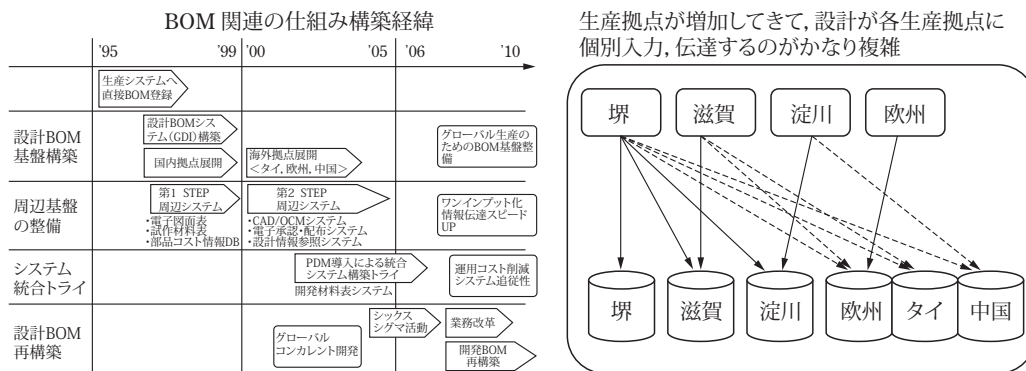 BOM 関連の仕組み構築経緯
'95
'99
'00
'05
'06
'10
生産システムへ
直接BOM登録
設計BOM
基盤構築
設計BOMシス
テム(GDI)構築
国内拠点展開
海外拠点展開
<タイ,欧州,中国>
グローバル生産の
ためのBOM基盤整
備
周辺基盤
の整備
第1 STEP
周辺システム
・電子図面表
・試作材料表
・部品コスト情報DB
第2 STEP
周辺システム
・CAD/OCMシステム
・電子承認・配布システム
・設計情報参照システム
ワンインプット化
情報伝達スピード
UP
システム
統合トライ
PDM導入による統合
システム構築トライ
開発材料表システム
運用コスト削減
システム追従性
設計BOM
再構築
グローバル
コンカレント開発
シックス
シグマ活動
業務改革
開発BOM
再構築
生産拠点が増加してきて,設計が各生産拠点に
個別入力,伝達するのがかなり複雑
堺
滋賀
淀川
欧州
堺
滋賀
淀川
欧州
タイ
中国